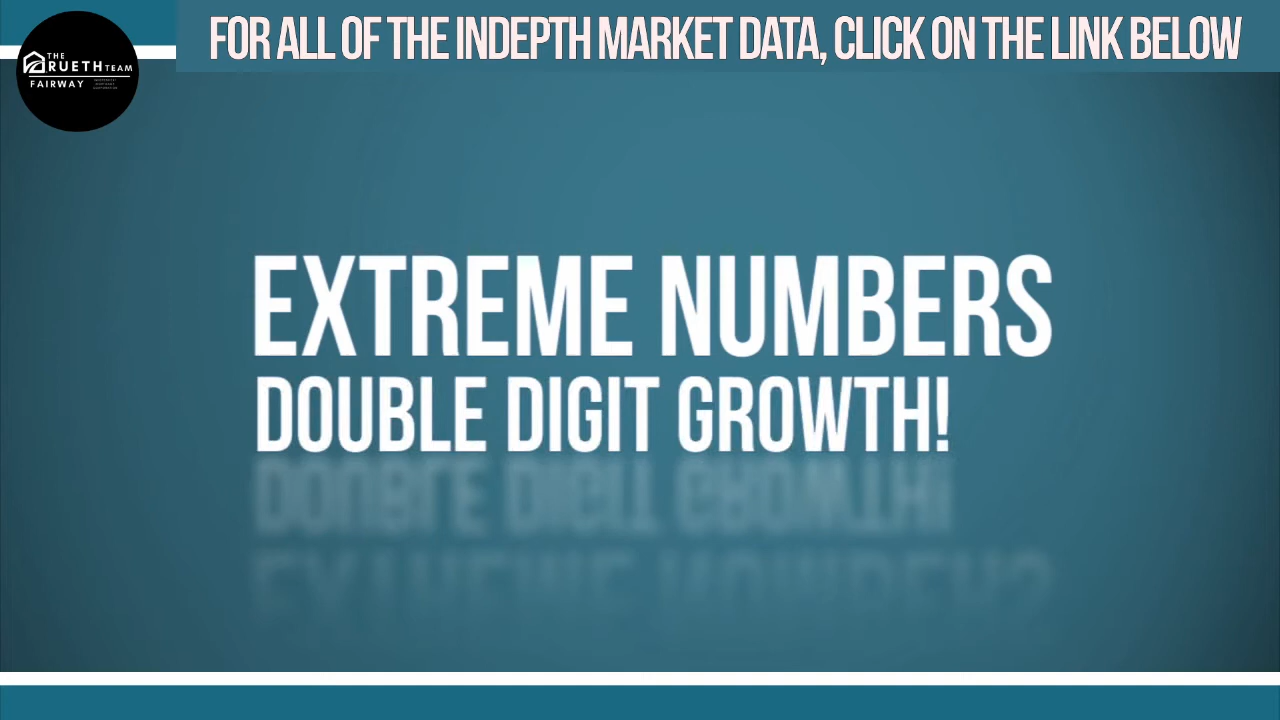 FOR ALL OF THE INDEPTH MARKET DATA, CLICK ON THE LINK BELOW
THE
RUETH TEAM
FAIRWAY
EXTREME NUMBERS
DOUBLE DIGIT GROWTH!